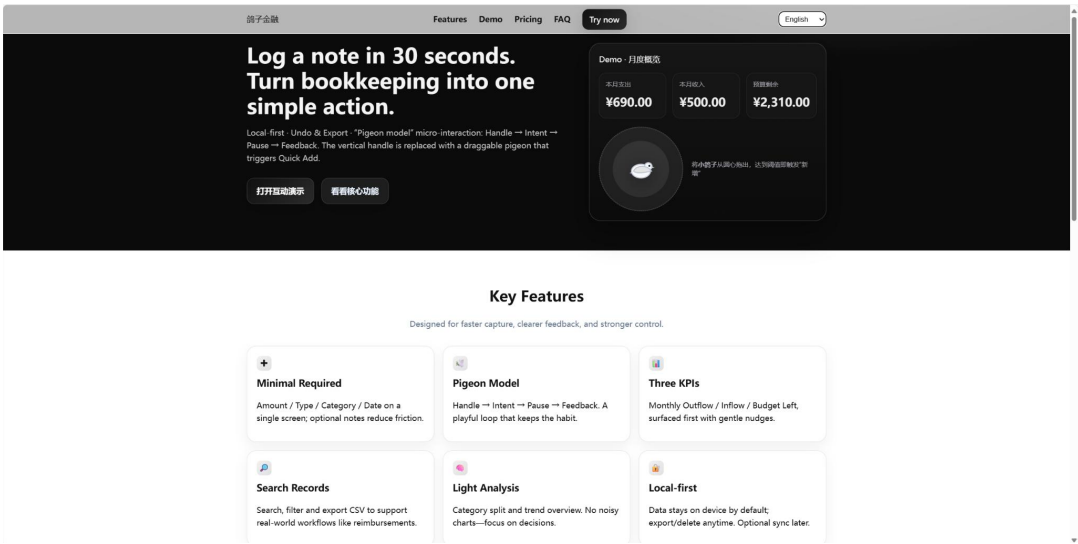 鸽子金融
Features Demo Pricing FAQ Try now
English
Log a note in 30 seconds.
Turn bookkeeping into one
simple action.
Local-first · Undo & Export · "Pigeon model" micro-interaction: Handle → Intent →
Pause → Feedback. The vertical handle is replaced with a draggable pigeon that
triggers Quick Add.
打开互动演示 看看核心功能
Demo · 月度概览
本月支出 本月收入 预算剩余
¥690.00 ¥500.00 ¥2,310.00
将小鸽子从圆心拖出，达到阈值即触发“新
增”
Key Features
Designed for faster capture, clearer feedback, and stronger control.
Minimal Required
Amount / Type / Category / Date on a
single screen; optional notes reduce friction.
Pigeon Model
Handle → Intent → Pause → Feedback. A
playful loop that keeps the habit.
Three KPIs
Monthly Outflow / Inflow / Budget Left,
surfaced first with gentle nudges.
Search Records
Search, filter and export CSV to support
real-world workflows like reimbursements.
Light Analysis
Category split and trend overview. No noisy
charts—focus on decisions.
Local-first
Data stays on device by default;
export/delete anytime. Optional sync later.